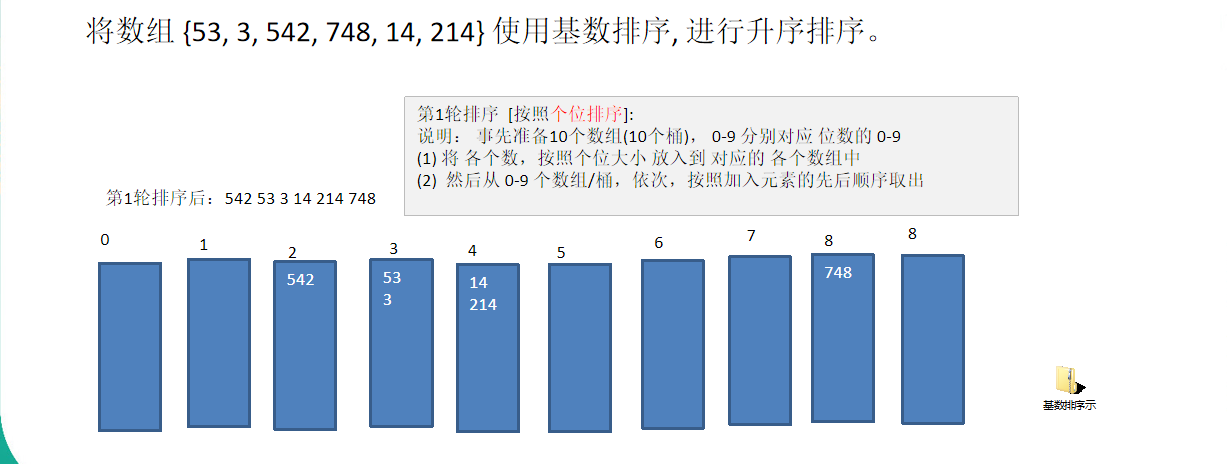 将数组 {53, 3, 542, 748, 14, 214} 使用基数排序, 进行升序排序。
第1轮排序 [按照个位排序]:
说明： 事先准备10个数组(10个桶)， 0-9 分别对应 位数的 0-9
(1) 将 各个数，按照个位大小 放入到 对应的 各个数组中
(2) 然后从 0-9 个数组/桶，依次，按照加入元素的先后顺序取出
第1轮排序后：542 53 3 14 214 748
0
1
2
3
4
5
6
7
8
8
542
53
3
14
214
748
基数排序示